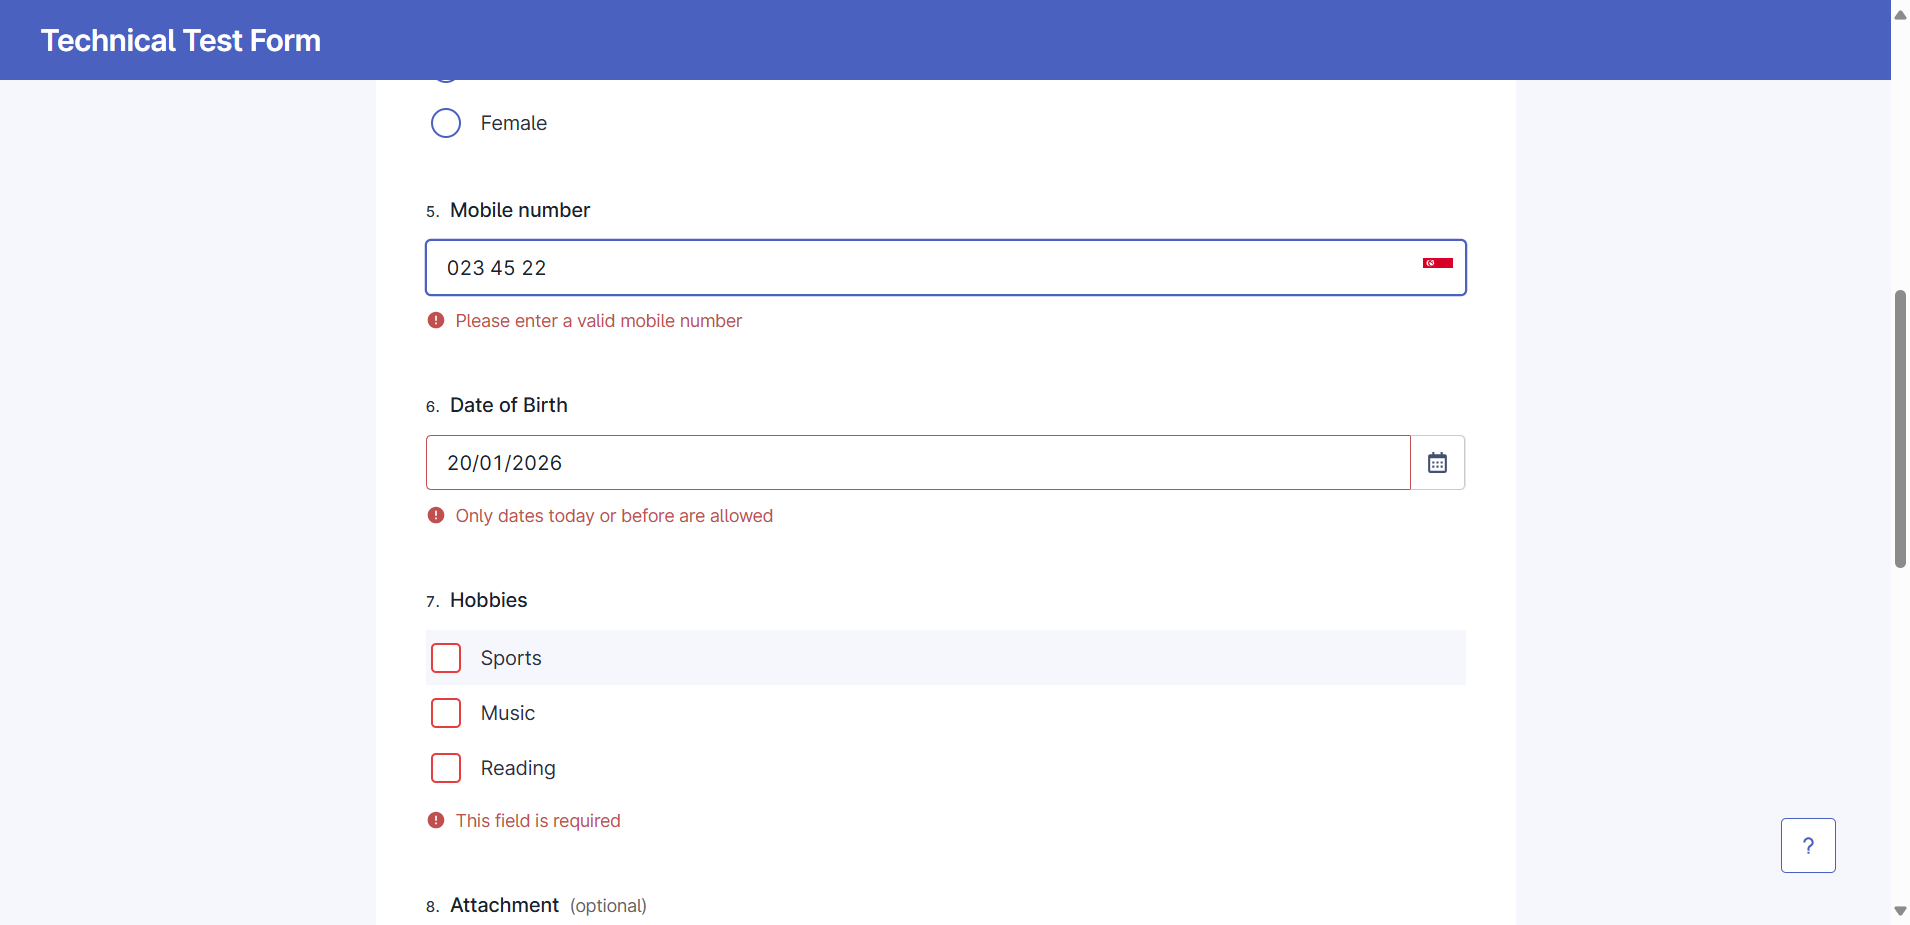 Technical Test Form
Female
5. Mobile number
023 45 22
Please enter a valid mobile number
6. Date of Birth
20/01/2026
Only dates today or before are allowed
7. Hobbies
Sports
Music
Reading
This field is required
?
8. Attachment (optional)